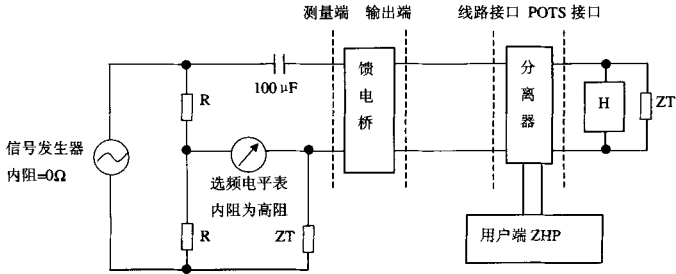 测量端 输出端 线路接口 POTS 接口
100 μF
馈电桥
分离器
R
H
ZT
信号发生器
内阻=0Ω
选频电平表
内阻为高阻
R
ZT
用户端 ZHP